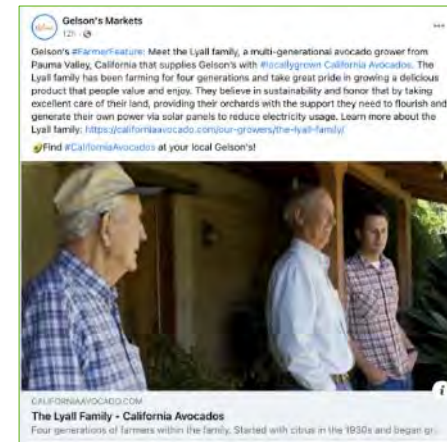 Gelson's Markets
12h ·
Gelson's #FarmerFeature: Meet the Lyall family, a multi-generational avocado grower from
Pauma Valley, California that supplies Gelson's with #locallygrown California Avocados. The
Lyall family has been farming for four generations and take great pride in growing a delicious
product that people value and enjoy. They believe in sustainability and honor that by taking
excellent care of their land, providing their orchards with the support they need to flourish and
generate their own power via solar panels to reduce electricity usage. Learn more about the
Lyall family: https://californiaavocado.com/our-growers/the-lyall-family/
🥑Find #CaliforniaAvocados at your local Gelson's!
CALIFORNIAAVOCADO.COM
The Lyall Family - California Avocados
Four generations of farmers within the family. Started with citrus in the 1930s and began gr...